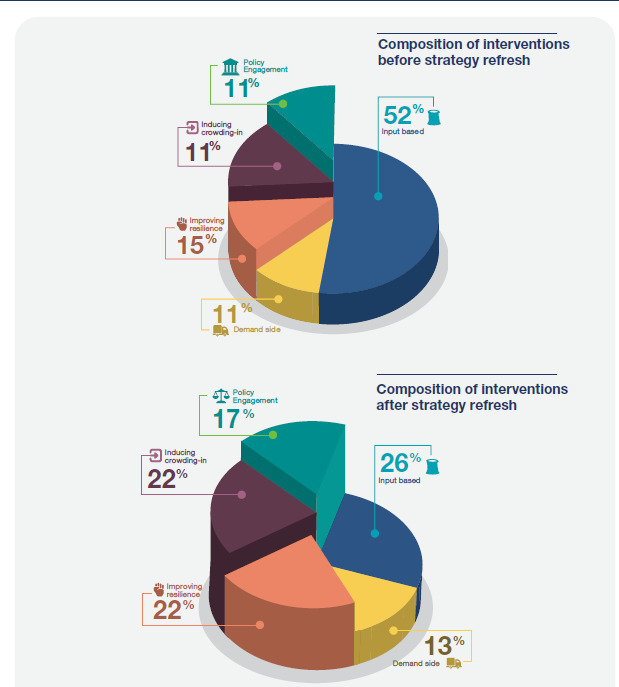 Composition of interventions
before strategy refresh
Policy
Engagement
11%
52%
Input based
Inducing
crowding-in
11%
Improving
resilience
15%
11%
Demand side
Composition of interventions
after strategy refresh
Policy
Engagement
17%
Inducing
crowding-in
22%
26%
Input based
Improving
resilience
22%
13%
Demand side